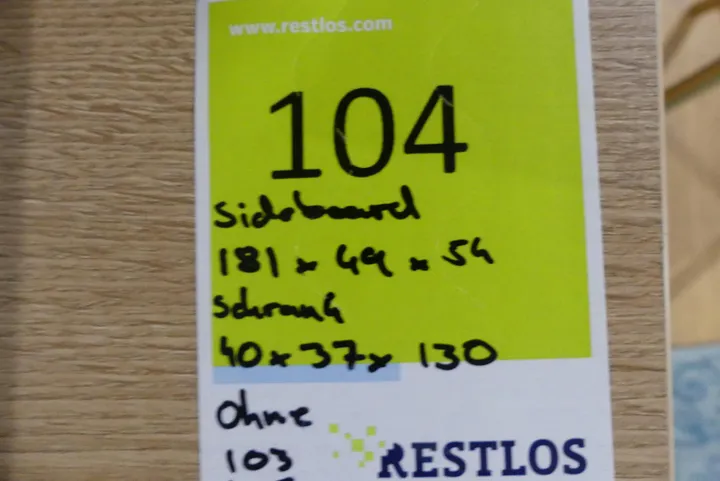 www.restlos.com
104
Sideboard
181 x 49 x 54
Schrank
40 x 37 x 130
Ohne
103
RESTLOS